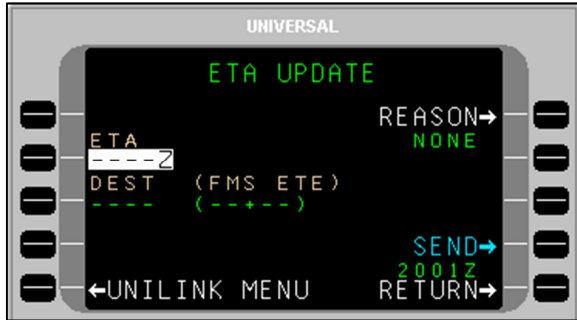 UNIVERSAL
ETA UPDATE
REASON→
ETA
NONE
----Z
DEST (FMS ETE)
---- (--+--)
SEND→
2001Z
←UNILINK MENU RETURN→